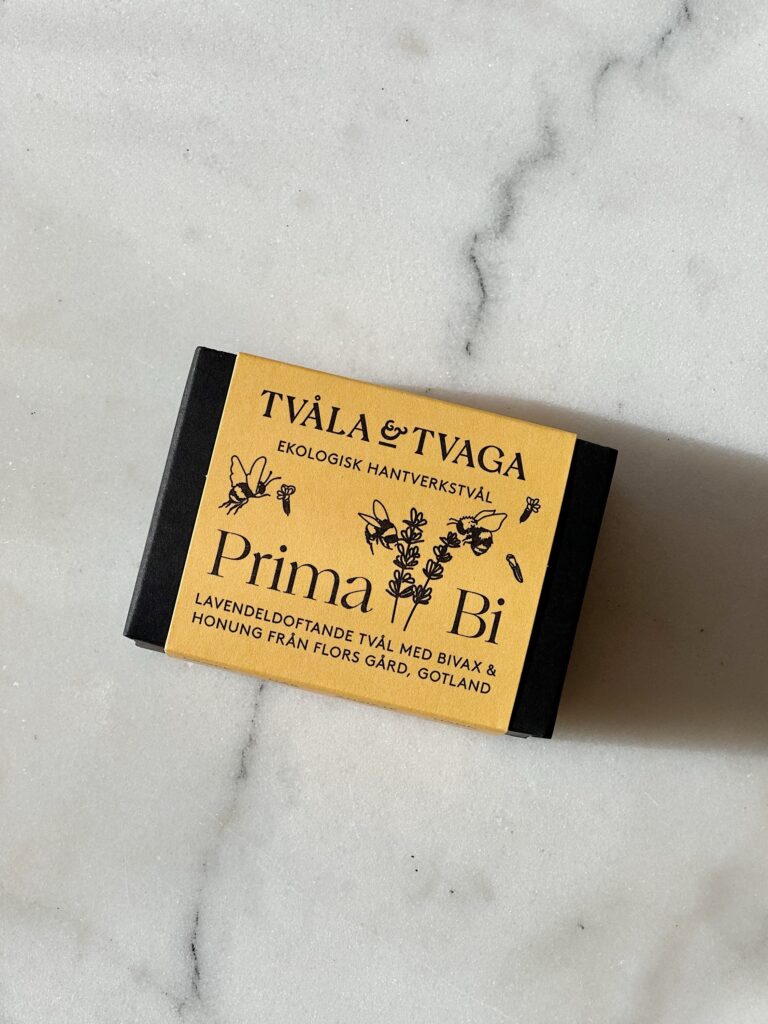 TVÅLA & TVAGA
EKOLOGISK HANTVERKSTVÅL
Prima Bi
LAVENDELDOFTANDE TVÅL MED BIVAX &
HONUNG FRÅN FLORS GÅRD, GOTLAND